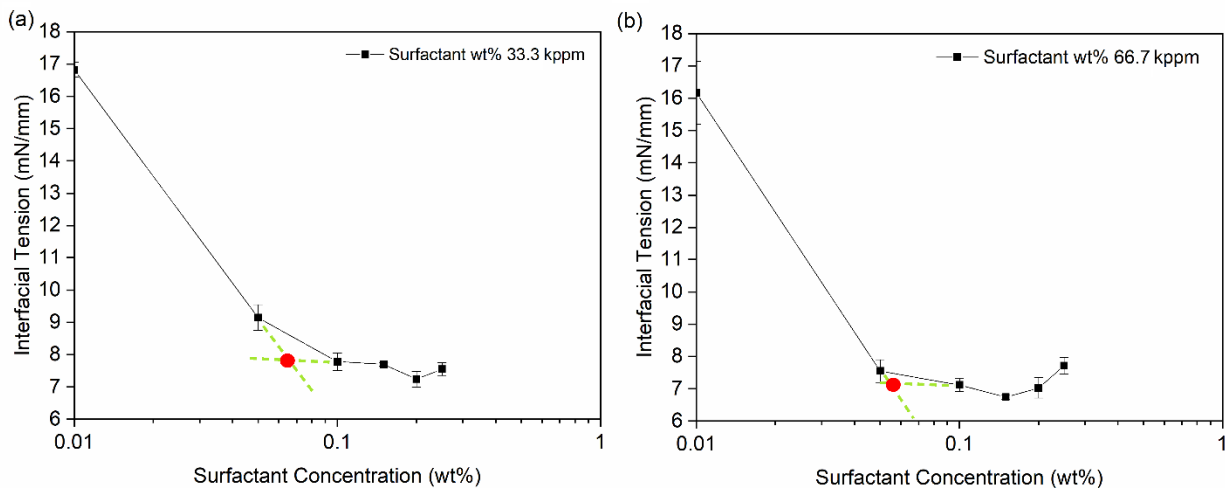 (a)
Surfactant wt% 33.3 kppm
Interfacial Tension (mN/mm)
18
17
16
15
14
13
12
11
10
9
8
7
6
0.01 0.1 1
Surfactant Concentration (wt%)
(b)
Surfactant wt% 66.7 kppm
Interfacial Tension (mN/mm)
18
17
16
15
14
13
12
11
10
9
8
7
6
0.01 0.1 1
Surfactant Concentration (wt%)